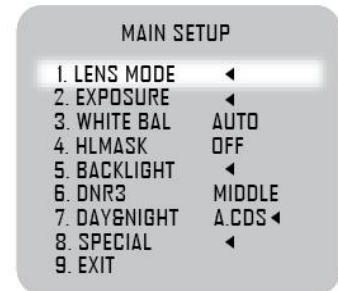 MAIN SETUP
1. LENS MODE ◄
2. EXPOSURE ◄
3. WHITE BAL AUTO
4. HLMASK OFF
5. BACKLIGHT ◄
6. DNR3 MIDDLE
7. DAY&NIGHT A.CDS◄
8. SPECIAL ◄
9. EXIT